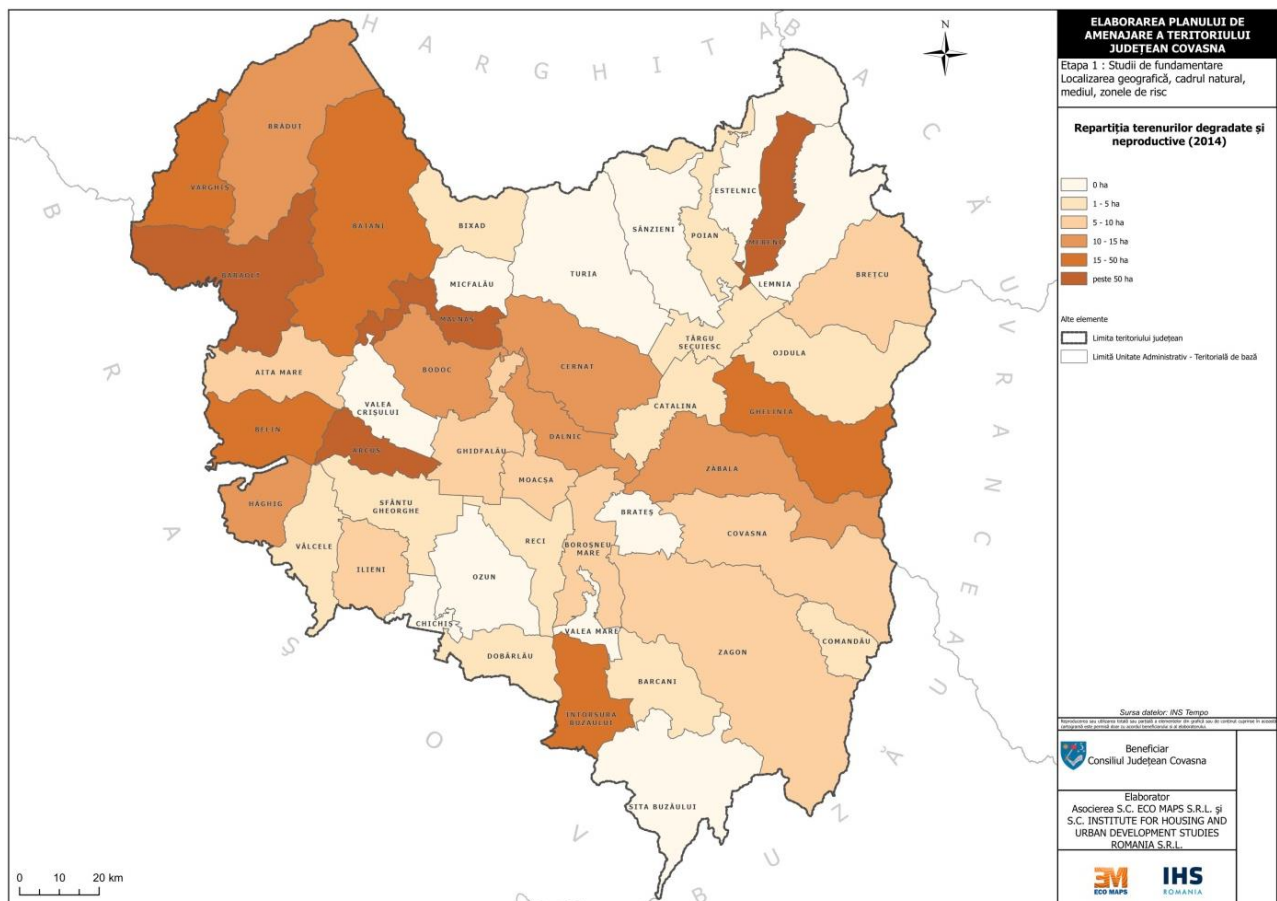 ELABORAREA PLANULUI DE
AMENAJARE A TERITORIULUI
JUDEȚEAN COVASNA
Etapa 1 : Studii de fundamentare
Localizarea geografică, cadrul natural,
mediul, zonele de risc
Repartiția terenurilor degradate și
neproductive (2014)
0 ha
1 - 5 ha
5 - 10 ha
10 - 15 ha
15 - 50 ha
peste 50 ha
Alte elemente
Limita teritoriului județean
Limită Unitate Administrativ - Teritorială de bază
Sursa datelor: INS Tempo
Beneficiar
Consiliul Județean Covasna
Elaborator
Asocierea S.C. ECO MAPS S.R.L. și
S.C. INSTITUTE FOR HOUSING AND
URBAN DEVELOPMENT STUDIES
ROMANIA S.R.L.
ECO MAPS
IHS
ROMANIA
HARGHITA
BACĂU
VRANCEA
BUZĂU
BRAȘOV
N
BRĂDUȚ
VARGHIȘ
BĂȚANI
BARAOLT
BIXAD
MICFALĂU
TURIA
SÂNZIENI
ESTELNIC
POIAN
MERENI
LEMNIA
BREȚCU
MALNAȘ
AITA MARE
BODOC
CERNAT
TÂRGU
SECUIESC
OJDULA
VALEA
CRIȘULUI
CATALINA
GHELINIA
BELIN
ARCUȘ
GHIDFALĂU
DALNIC
MOACȘA
ZĂBALA
HĂGHIG
SFÂNTU
GHEORGHE
BRATEȘ
COVASNA
VÂLCELE
ILIENI
OZUN
RECI
BOROȘNEU
MARE
CHICHIȘ
VALEA MARE
COMANDĂU
DOBÂRLĂU
ZAGON
BARCANI
INTORSURA
BUZAULUI
SITA BUZĂULUI
0 10 20 km